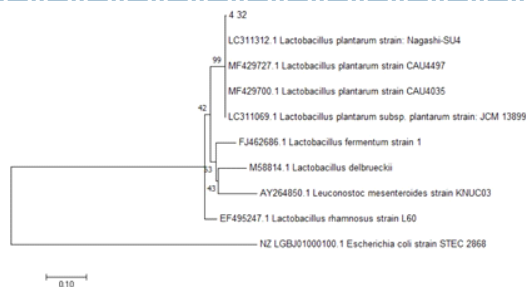 4 32
LC311312.1 Lactobacillus plantarum strain: Nagashi-SU4
99
MF429727.1 Lactobacillus plantarum strain CAU4497
MF429700.1 Lactobacillus plantarum strain CAU4035
42
LC311069.1 Lactobacillus plantarum subsp. plantarum strain: JCM 13899
FJ462686.1 Lactobacillus fermentum strain 1
53
M58814.1 Lactobacillus delbrueckii
43
AY264850.1 Leuconostoc mesenteroides strain KNUC03
EF495247.1 Lactobacillus rhamnosus strain L60
NZ LGBJ01000100.1 Escherichia coli strain STEC 2868
0.10